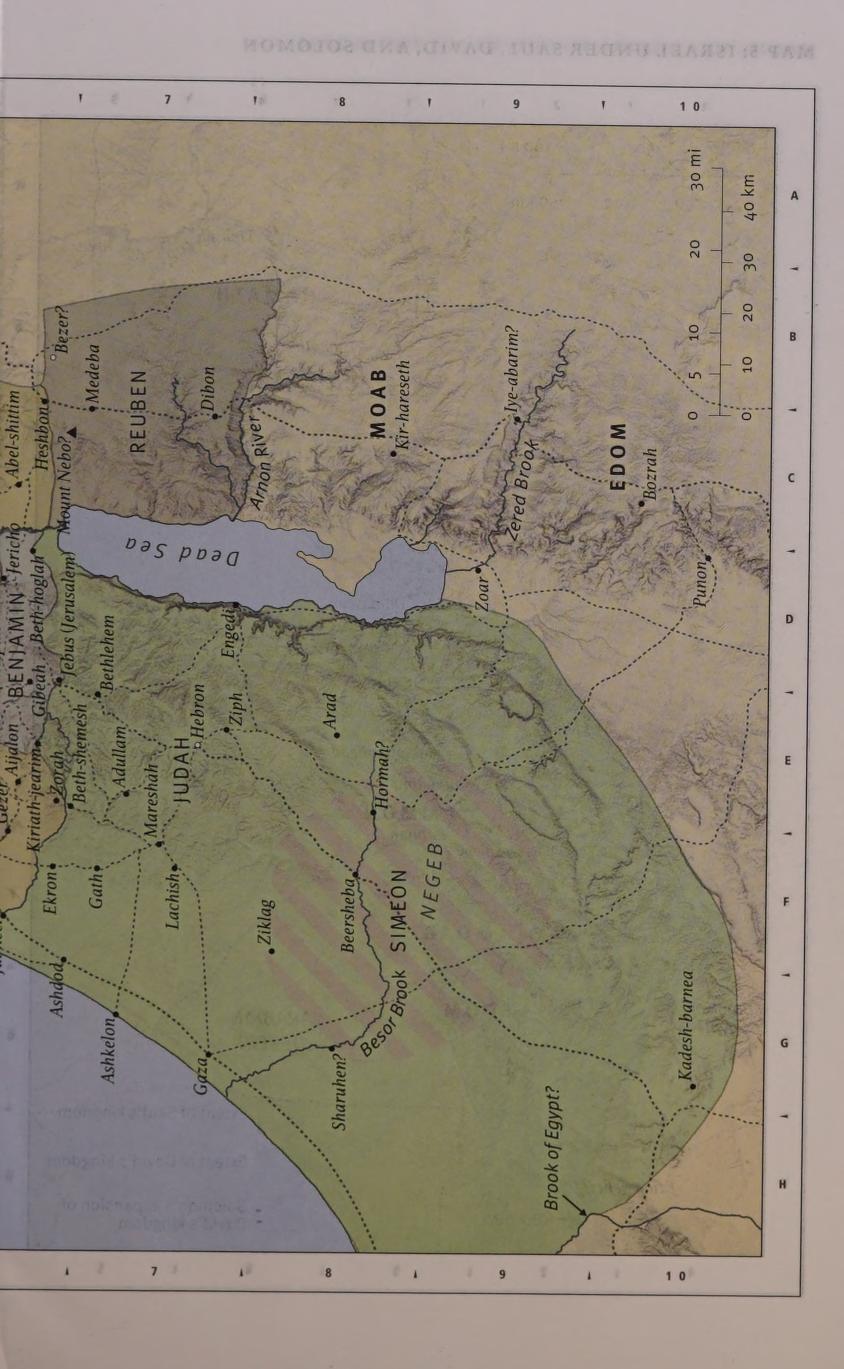 MAP 5: ISRAEL UNDER SAUL, DAVID, AND SOLOMON
7
8
9
10
A
B
C
D
E
F
G
H
7
8
9
10
0 5 10 20 30 mi
0 10 20 30 40 km
Abel-shittim
Heshbon
Bezer?
Medeba
Mount Nebo?
REUBEN
Dibon
Arnon River
MOAB
Kir-hareseth
Iye-abarim?
Zered Brook
EDOM
Bozrah
Punon
Zoar
Dead Sea
Jericho
BENJAMIN
Beth-hoglah
Gibeah
Jebus (Jerusalem)
Bethlehem
Engedi
Aijalon
Gezer
Kiriath-jearim
Zorah
Beth-shemesh
Adullam
Mareshah
JUDAH
Hebron
Ziph
Arad
Hormah?
Ekron
Gath
Lachish
Ziklag
Beersheba
SIMEON
NEGEB
Ashdod
Ashkelon
Gaza
Sharuhen?
Besor Brook
Kadesh-barnea
Brook of Egypt?